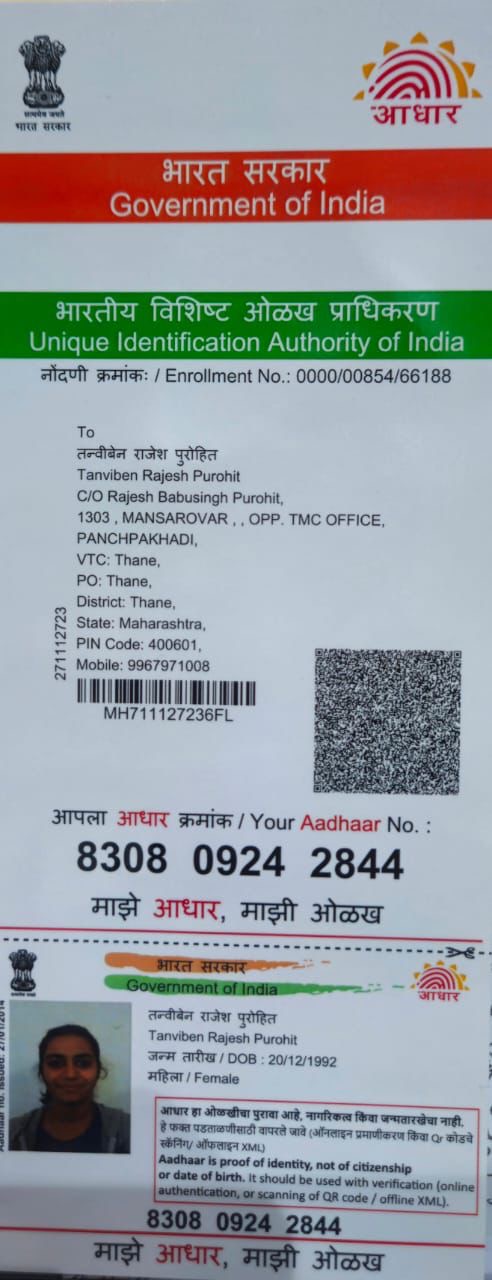 सत्यमेव जयते
भारत सरकार
आधार
भारत सरकार
Government of India
भारतीय विशिष्ट ओळख प्राधिकरण
Unique Identification Authority of India
नोंदणी क्रमांकः / Enrollment No.: 0000/00854/66188
To
तन्वीबेन राजेश पुरोहित
Tanviben Rajesh Purohit
C/O Rajesh Babusingh Purohit,
1303 , MANSAROVAR , , OPP. TMC OFFICE,
PANCHPAKHADI,
VTC: Thane,
PO: Thane,
District: Thane,
State: Maharashtra,
PIN Code: 400601,
Mobile: 9967971008
271112723
MH711127236FL
आपला आधार क्रमांक / Your Aadhaar No. :
8308 0924 2844
माझे आधार, माझी ओळख
भारत सरकार
Government of India
आधार
Aadhaar no. issued: 27/01/2014
तन्वीबेन राजेश पुरोहित
Tanviben Rajesh Purohit
जन्म तारीख / DOB : 20/12/1992
महिला / Female
आधार हा ओळखीचा पुरावा आहे, नागरिकत्व किंवा जन्मतारखेचा नाही.
हे फक्त पडताळणीसाठी वापरले जावे (ऑनलाइन प्रमाणीकरण किंवा Qr कोडचे
स्कॅनिंग/ ऑफलाइन XML)
Aadhaar is proof of identity, not of citizenship
or date of birth. It should be used with verification (online
authentication, or scanning of QR code / offline XML).
8308 0924 2844
माझे आधार, माझी ओळख